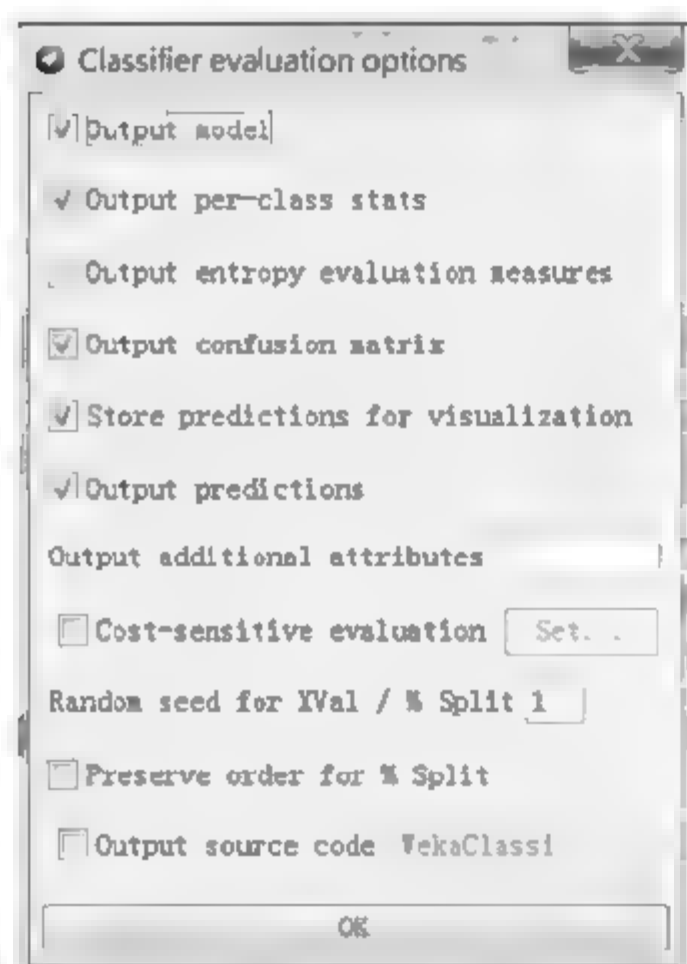 Classifier evaluation options
Output model
Output per-class stats
Output entropy evaluation measures
Output confusion matrix
Store predictions for visualization
Output predictions
Output additional attributes
Cost-sensitive evaluation Set...
Random seed for XVal / % Split 1
Preserve order for % Split
Output source code WekaClassi
OK